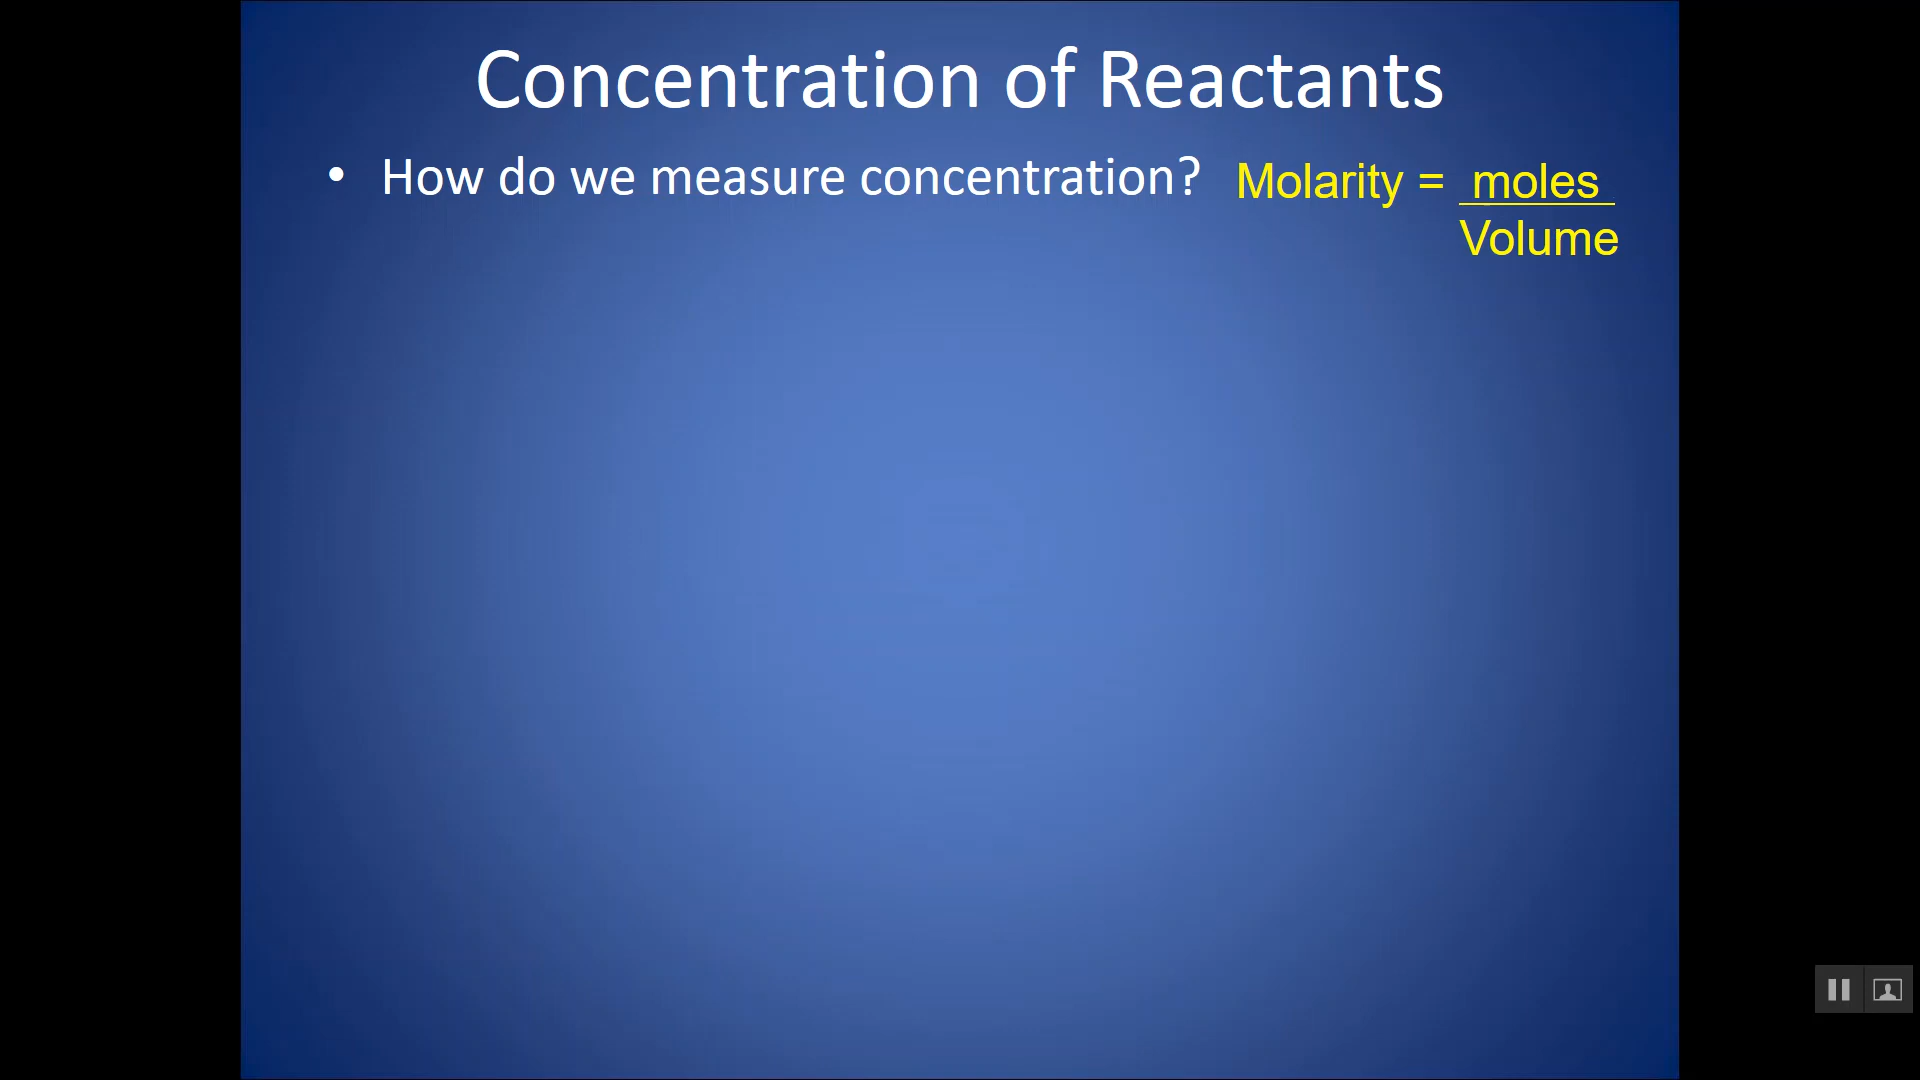 Concentration of Reactants
• How do we measure concentration? Molarity = moles
Volume